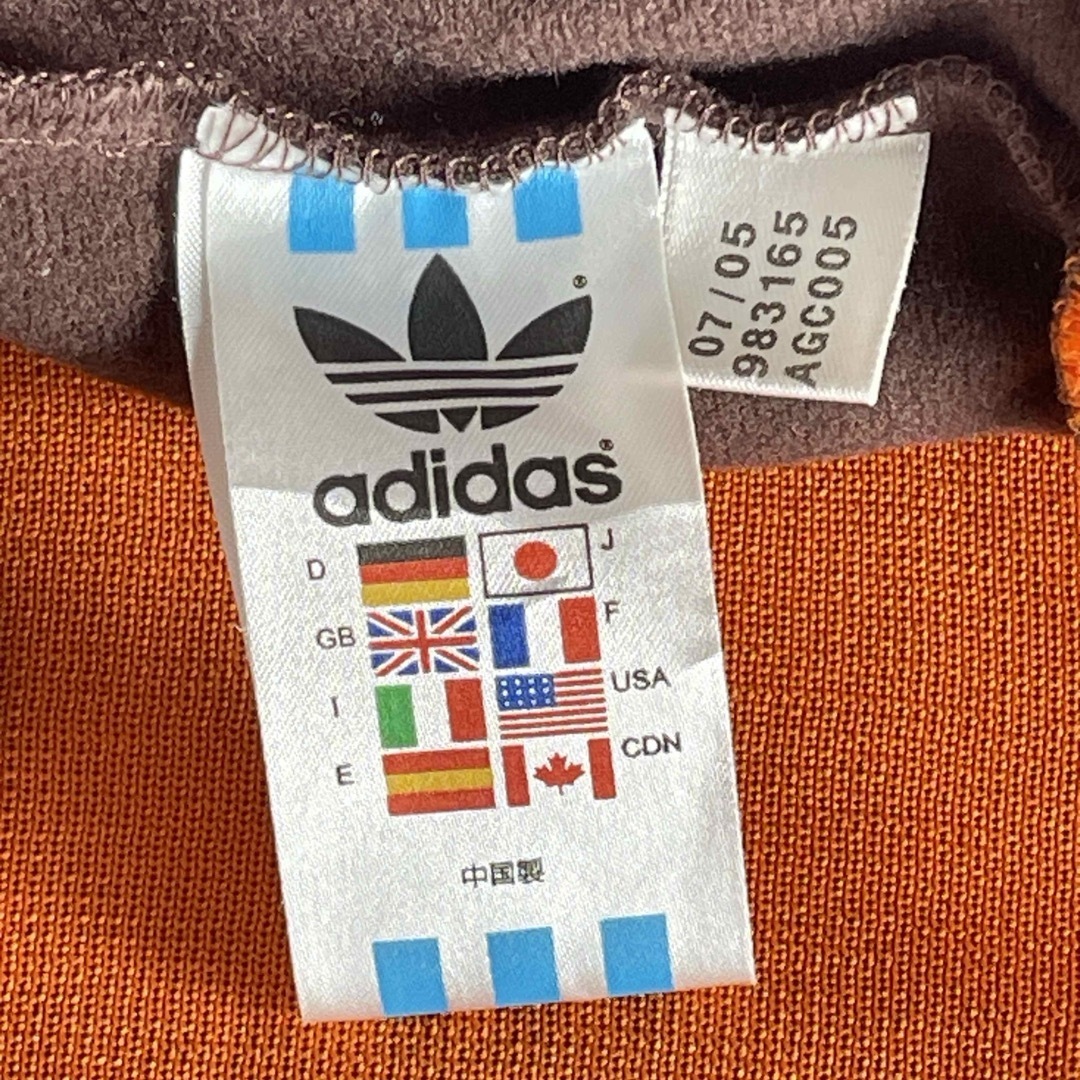 adidas
D
J
GB
F
I
USA
E
CDN
中国製
07/05
983165
AGC005